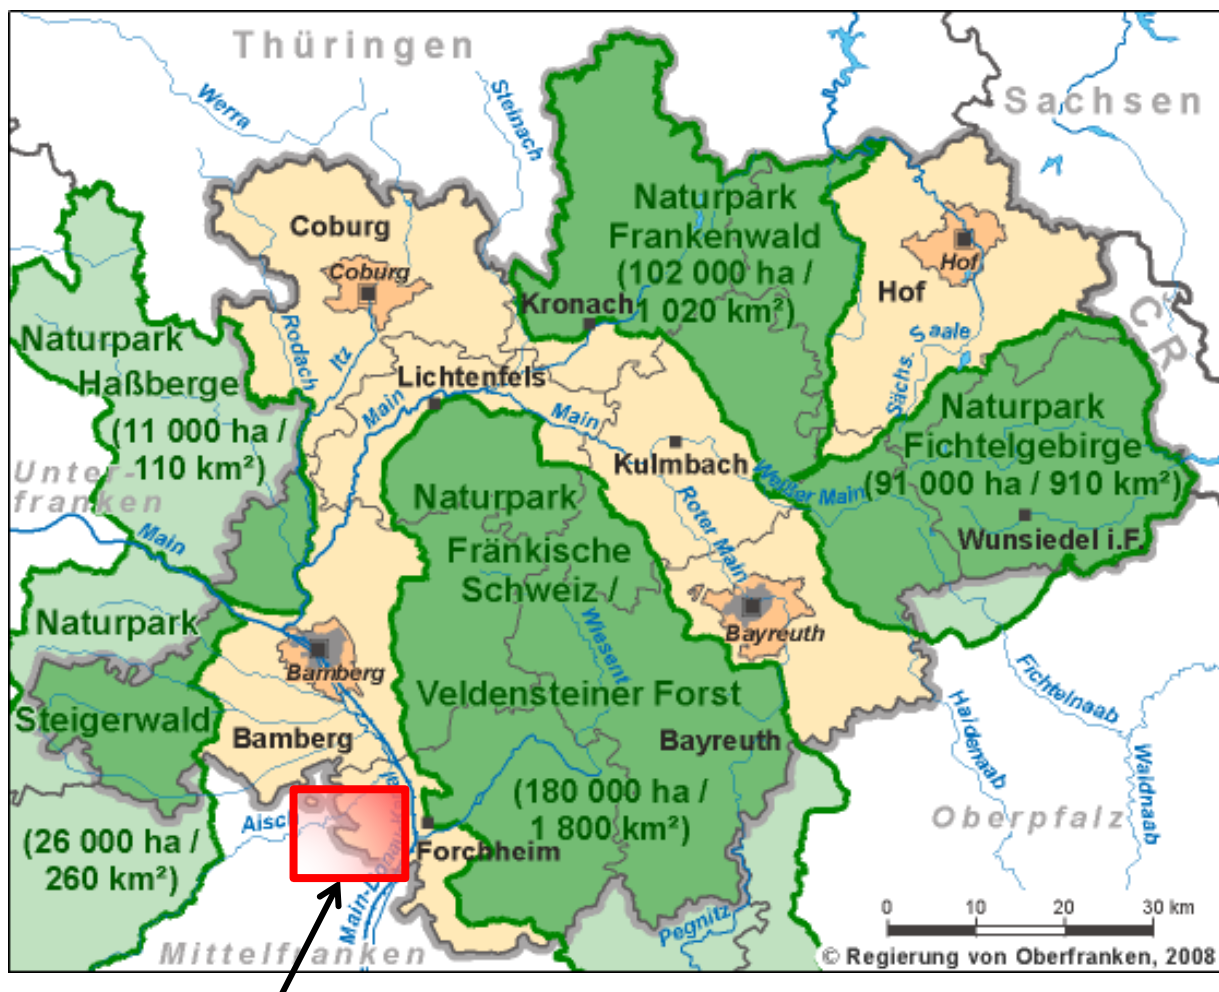 Thüringen
Sachsen
Werra
Steinach
Coburg
Coburg
Naturpark
Frankenwald
(102 000 ha /
1 020 km²)
Hof
Hof
Kronach
CR
Rodach
Itz
Saale
Sächs.
Naturpark
Haßberge
(11 000 ha /
110 km²)
Lichtenfels
Main
Main
Naturpark
Fichtelgebirge
(91 000 ha / 910 km²)
Kulmbach
Weißer Main
Unter-
franken
Main
Roter Main
Wunsiedel i.F.
Naturpark
Fränkische
Schweiz /
Veldensteiner Forst
(180 000 ha /
1 800 km²)
Wiesent
Bayreuth
Bayreuth
Naturpark
Steigerwald
(26 000 ha /
260 km²)
Bamberg
Bamberg
Fichtelnaab
Haidenaab
Waldnaab
Oberpfalz
Forchheim
Pegnitz
Mittelfranken
0 10 20 30 km
© Regierung von Oberfranken, 2008